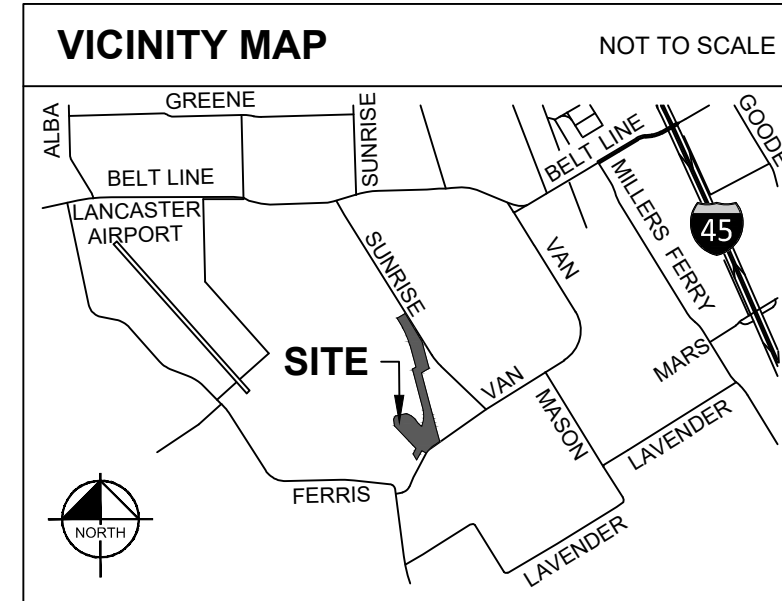 VICINITY MAP
NOT TO SCALE
ALBA
GREENE
SUNRISE
BELT LINE
BELT LINE
GOODE
LANCASTER
AIRPORT
SUNRISE
VAN
MILLERS FERRY
45
SITE
VAN
MARS
MASON
LAVENDER
FERRIS
LAVENDER
NORTH